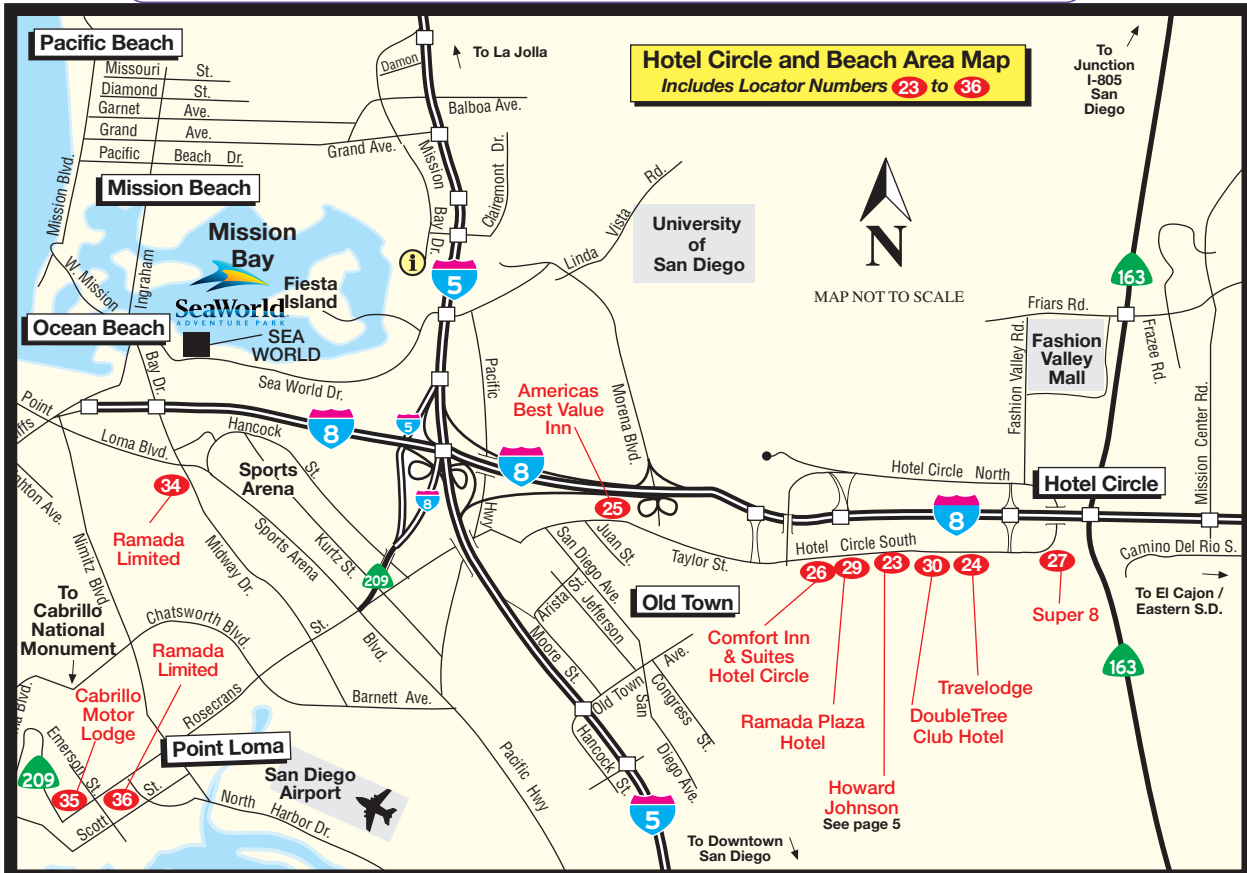 Pacific Beach
Missouri St.
Diamond St.
Garnet Ave.
Grand Ave.
Pacific Beach Dr.
Mission Blvd.
Mission Beach
Damon
To La Jolla
Balboa Ave.
Grand Ave.
Mission Bay Dr.
Clairemont Dr.
Hotel Circle and Beach Area Map
Includes Locator Numbers 23 to 36
To
Junction
I-805
San
Diego
Mission
Bay
SeaWorld
ADVENTURE PARK
Fiesta
Island
SEA
WORLD
W. Mission
Bay Dr.
Ingraham
i
5
Linda Vista Rd.
University
of
San Diego
N
MAP NOT TO SCALE
163
Friars Rd.
Frazee Rd.
Fashion Valley Rd.
Fashion
Valley
Mall
Mission Center Rd.
Ocean Beach
Sea World Dr.
Pacific
Hwy
Morena Blvd.
Americas
Best Value
Inn
25
Point
Loma Blvd.
Hancock St.
8
5
8
8
Sports
Arena
34
Ramada
Limited
Nimitz Blvd
Midway Dr.
Sports Arena
Blvd.
Kurtz St.
209
Hotel Circle North
Hotel Circle
8
Hotel Circle South
Camino Del Rio S.
To El Cajon /
Eastern S.D.
Taylor St.
Juan St.
San Diego Ave.
Jefferson
St.
Arista
Moore St.
Old Town
Old Town Ave.
Congress St.
San
Diego Ave.
Hancock St.
26
29
23
30
24
27
Super 8
Comfort Inn
& Suites
Hotel Circle
Ramada Plaza
Hotel
Howard
Johnson
See page 5
DoubleTree
Club Hotel
Travelodge
163
To
Cabrillo
National
Monument
Chatsworth Blvd.
Ramada
Limited
Cabrillo
Motor
Lodge
Rosecrans St.
Barnett Ave.
Emerson St.
209
35
36
Scott St.
Point Loma
San Diego
Airport
North Harbor Dr.
Pacific Hwy
5
To Downtown
San Diego